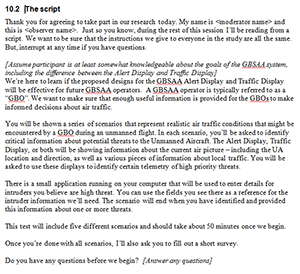 10.2 The script
Thank you for agreeing to take part in our research today. My name is <moderator name> and
this is <observer name>. Just so you know, during the rest of this session I'll be reading from a
script. We want to be sure that the instructions we give to everyone in the study are all the same.
But, interrupt at any time if you have questions.
[Assume participant is at least somewhat knowledgeable about the goals of the GBSAA system,
including the difference between the Alert Display and Traffic Display]
We're here to learn if the proposed designs for the GBSAA Alert Display and Traffic Display
will be effective for future GBSAA operators. A GBSAA operator is typically referred to as a
"GBO". We want to make sure that enough useful information is provided for the GBOs to make
informed decisions about air traffic.
You will be shown a series of scenarios that represent realistic air traffic conditions that might be
encountered by a GBO during an unmanned flight. In each scenario, you'll be asked to identify
critical information about potential threats to the Unmanned Aircraft. The Alert Display, Traffic
Display, or both will be showing information about the current air picture – including the UA
location and direction, as well as various pieces of information about local traffic. You will be
asked to use these displays to identify certain telemetry of high priority threats.
There is a small application running on your computer that will be used to enter details for
intruders you believe are high threat. You can use the fields you see there as a reference for the
intruder information we'll need. The scenario will end when you have identified and provided
this information about one or more threats.
This test will include five different scenarios and should take about 50 minutes once we begin.
Once you're done with all scenarios, I'll also ask you to fill out a short survey.
Do you have any questions before we begin? [Answer any questions]